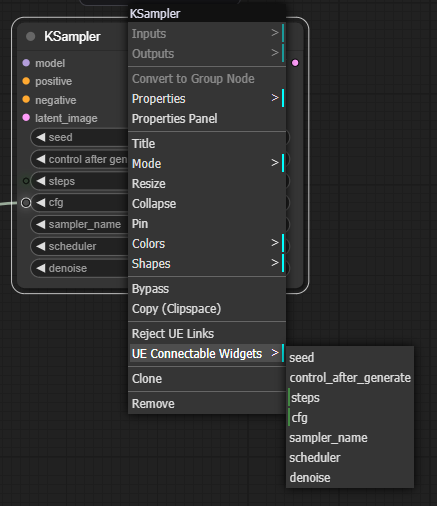 KSampler
KSampler
model
positive
negative
latent_image
seed
control after gen
steps
cfg
sampler_name
scheduler
denoise
Inputs >
Outputs >
Convert to Group Node
Properties >
Properties Panel
Title
Mode >
Resize
Collapse
Pin
Colors >
Shapes >
Bypass
Copy (Clipspace)
Reject UE Links
UE Connectable Widgets >
Clone
Remove
seed
control_after_generate
steps
cfg
sampler_name
scheduler
denoise